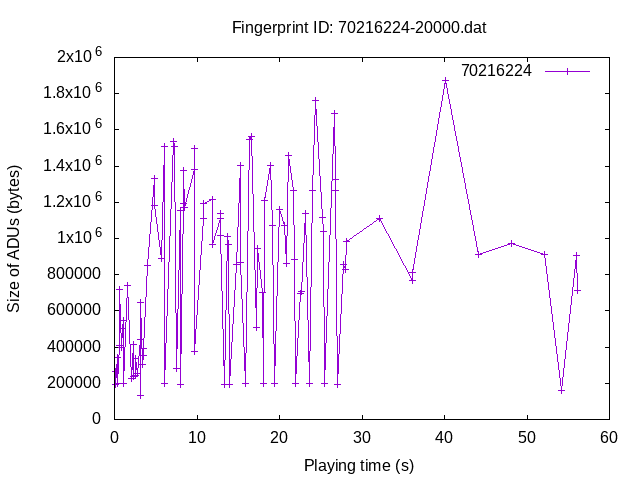 Fingerprint ID: 70216224-20000.dat
2x10^6
70216224
1.8x10^6
1.6x10^6
1.4x10^6
1.2x10^6
1x10^6
800000
600000
400000
200000
0
Size of ADUs (bytes)
0 10 20 30 40 50 60
Playing time (s)